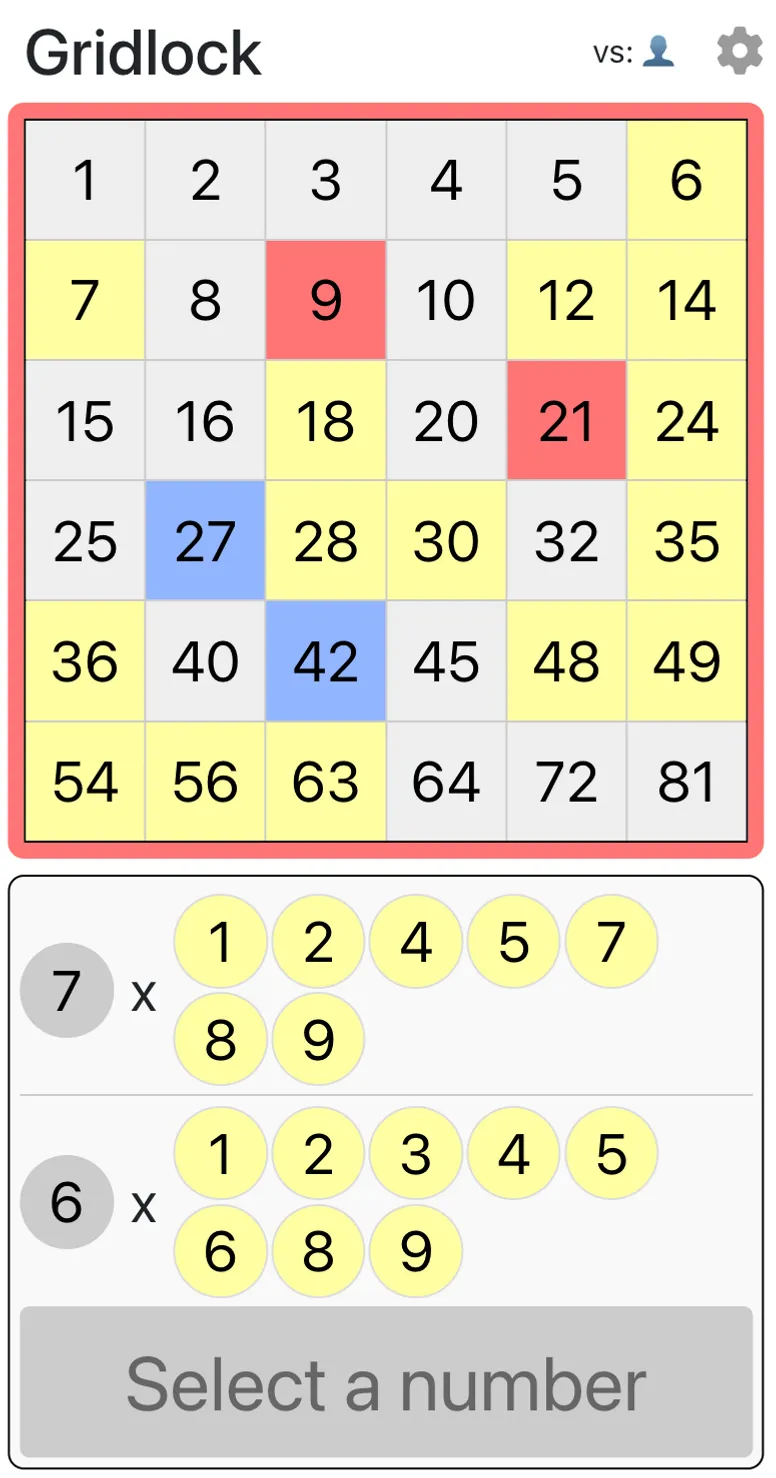 Gridlock vs:
1 2 3 4 5 6
7 8 9 10 12 14
15 16 18 20 21 24
25 27 28 30 32 35
36 40 42 45 48 49
54 56 63 64 72 81
7 x 1 2 4 5 7
8 9
6 x 1 2 3 4 5
6 8 9
Select a number